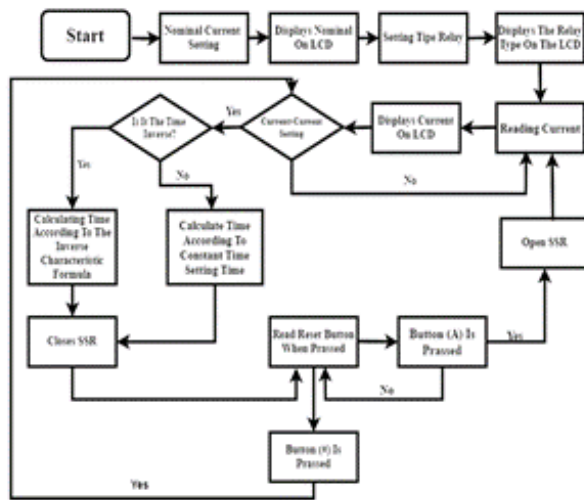 Start
Nominal Current
Setting
Displays Nominal
On LCD
Setting Tipe Relay
Displays The Relay
Type On The LCD
Is It The Time
Inverse?
Yes
Current>Current
Setting
Displays Current
On LCD
Reading Current
Yes
No
No
Calculating Time
According To The
Inverse
Characteristic
Formula
Calculate Time
According To
Constant Time
Setting Time
Open SSR
Closes SSR
Read Reset Button
When Prassed
Button (A) Is
Prassed
Yes
No
Button (#) Is
Prassed
Yes